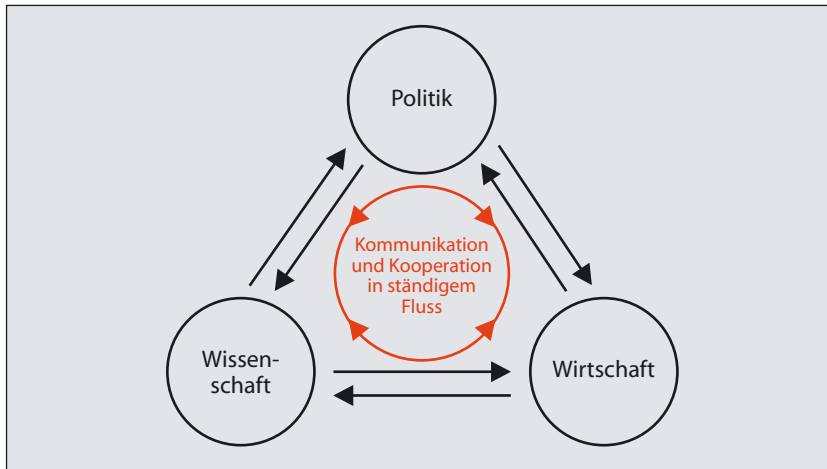 Politik
Kommunikation
und Kooperation
in ständigem
Fluss
Wissen-
schaft
Wirtschaft